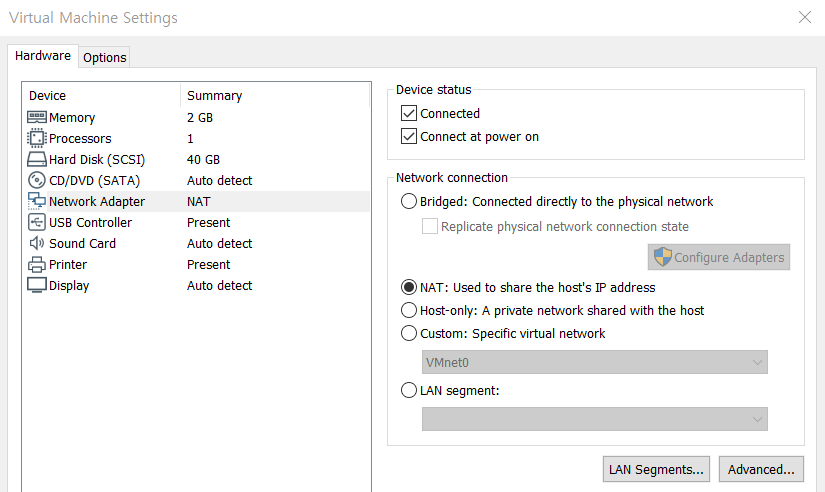 Virtual Machine Settings
Hardware
Options
Device Summary
Memory 2 GB
Processors 1
Hard Disk (SCSI) 40 GB
CD/DVD (SATA) Auto detect
Network Adapter NAT
USB Controller Present
Sound Card Auto detect
Printer Present
Display Auto detect
Device status
Connected
Connect at power on
Network connection
Bridged: Connected directly to the physical network
Replicate physical network connection state
Configure Adapters
NAT: Used to share the host's IP address
Host-only: A private network shared with the host
Custom: Specific virtual network
VMnet0
LAN segment:
LAN Segments... Advanced...